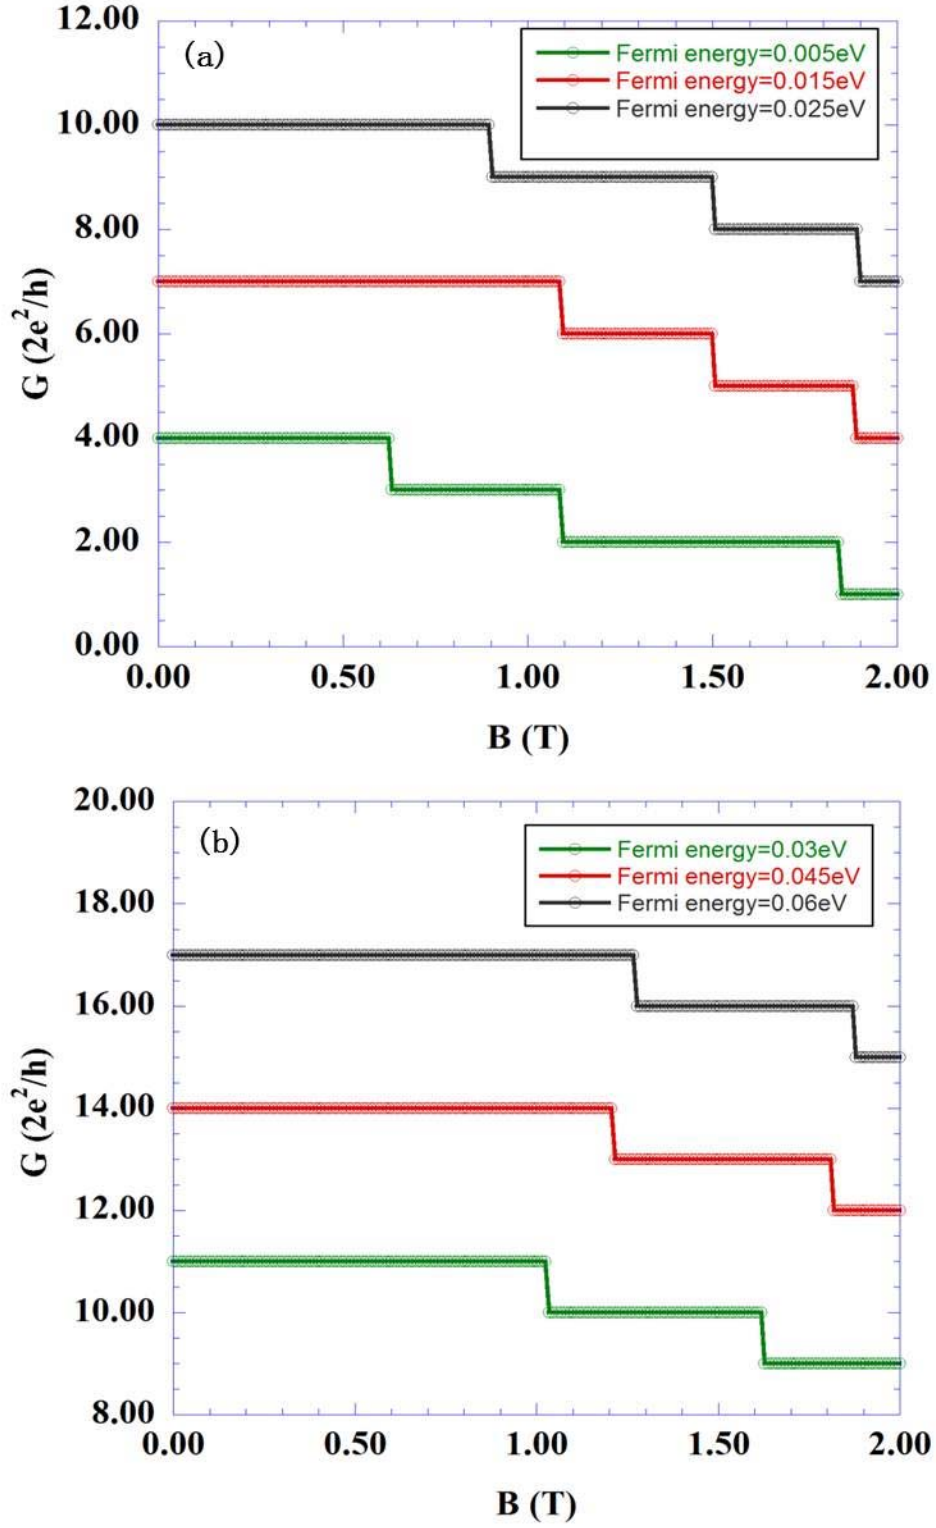 12.00
(a)
Fermi energy=0.005eV
Fermi energy=0.015eV
Fermi energy=0.025eV
10.00
8.00
6.00
4.00
2.00
0.00
G (2e²/h)
0.00 0.50 1.00 1.50 2.00
B (T)
20.00
(b)
Fermi energy=0.03eV
Fermi energy=0.045eV
Fermi energy=0.06eV
18.00
16.00
14.00
12.00
10.00
8.00
G (2e²/h)
0.00 0.50 1.00 1.50 2.00
B (T)